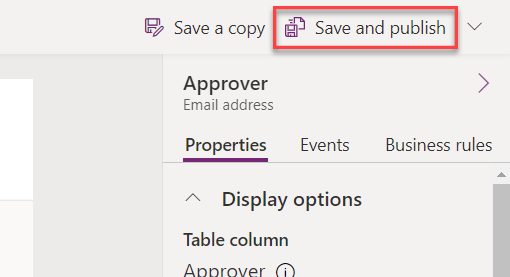 Save a copy Save and publish
Approver
Email address
Properties Events Business rules
Display options
Table column
Approver